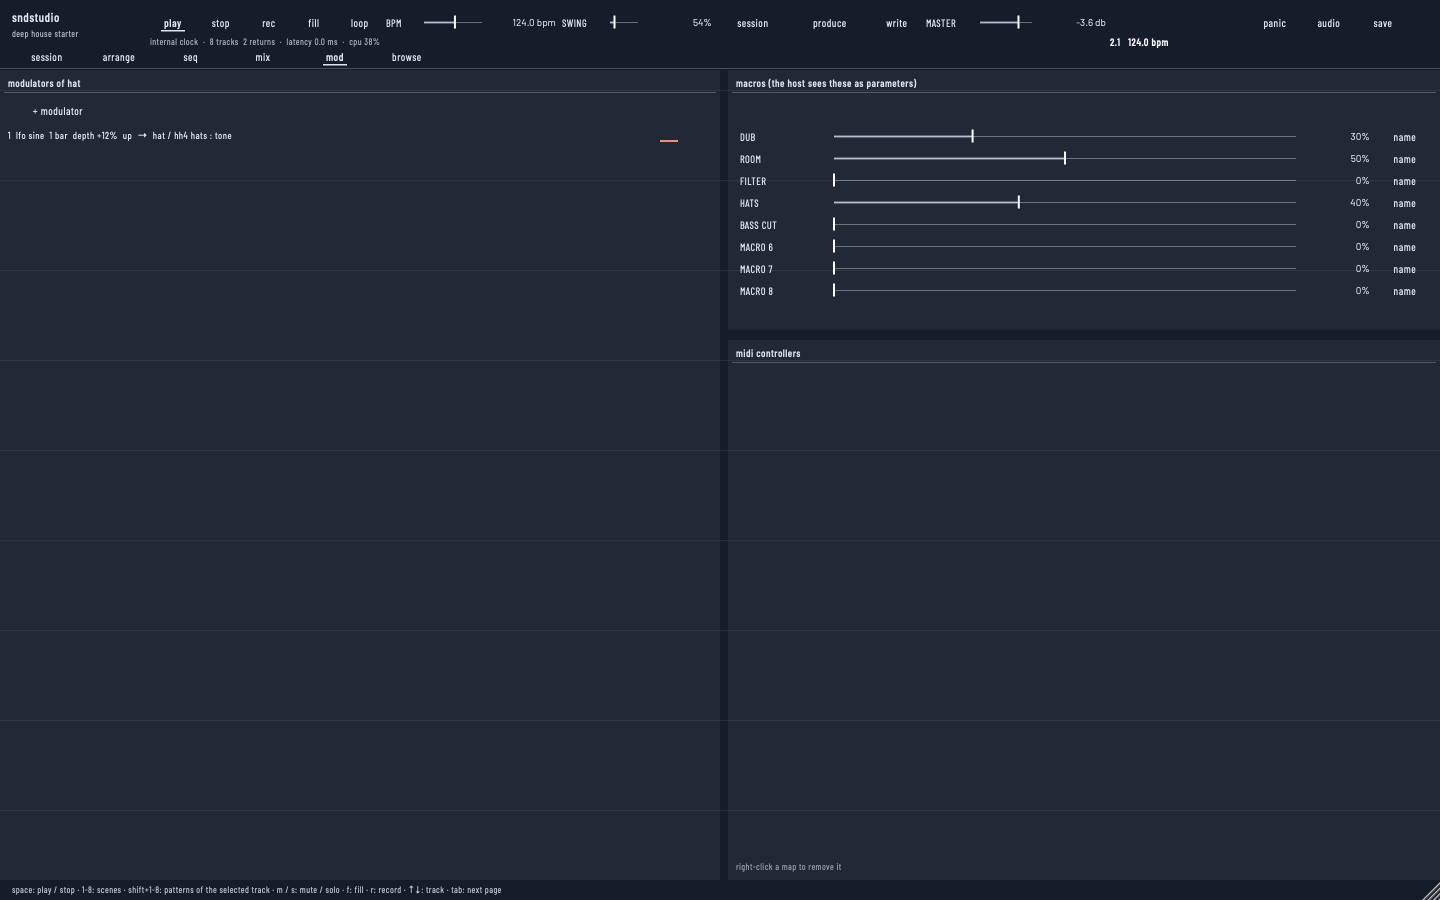 sndstudio
deep house starter
play stop rec fill loop BPM 124.0 bpm SWING 54% session produce write MASTER -3.6 db panic audio save
internal clock · 8 tracks 2 returns · latency 0.0 ms · cpu 38%
2.1 124.0 bpm
session arrange seq mix mod browse
modulators of hat
+ modulator
1 lfo sine 1 bar depth +12% up → hat / hh4 hats : tone
macros (the host sees these as parameters)
DUB 30% name
ROOM 50% name
FILTER 0% name
HATS 40% name
BASS CUT 0% name
MACRO 6 0% name
MACRO 7 0% name
MACRO 8 0% name
midi controllers
right-click a map to remove it
space: play / stop · 1-8: scenes · shift+1-8: patterns of the selected track · m / s: mute / solo · f: fill · r: record · ↑↓: track · tab: next page